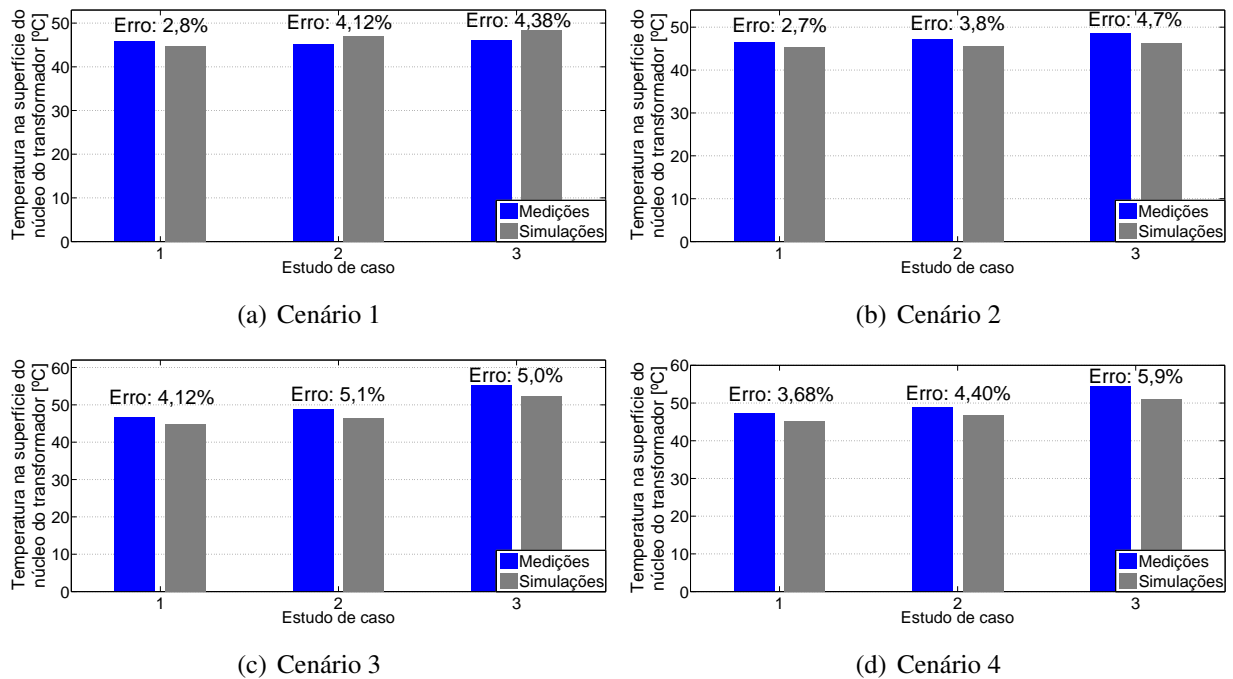 Temperatura na superfície do
núcleo do transformador [ºC]
50
40
30
20
10
0
Erro: 2,8%
Erro: 4,12%
Erro: 4,38%
Medições
Simulações
1
2
3
Estudo de caso
(a) Cenário 1
Temperatura na superfície do
núcleo do transformador [ºC]
50
40
30
20
10
0
Erro: 2,7%
Erro: 3,8%
Erro: 4,7%
Medições
Simulações
1
2
3
Estudo de caso
(b) Cenário 2
Temperatura na superfície do
núcleo do transformador [ºC]
60
50
40
30
20
10
0
Erro: 4,12%
Erro: 5,1%
Erro: 5,0%
Medições
Simulações
1
2
3
Estudo de caso
(c) Cenário 3
Temperatura na superfície do
núcleo do transformador [ºC]
60
50
40
30
20
10
0
Erro: 3,68%
Erro: 4,40%
Erro: 5,9%
Medições
Simulações
1
2
3
Estudo de caso
(d) Cenário 4